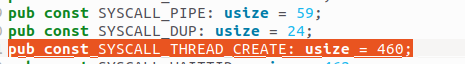 pub const SYSCALL_PIPE: usize = 59;
pub const SYSCALL_DUP: usize = 24;
pub const SYSCALL_THREAD_CREATE: usize = 460;